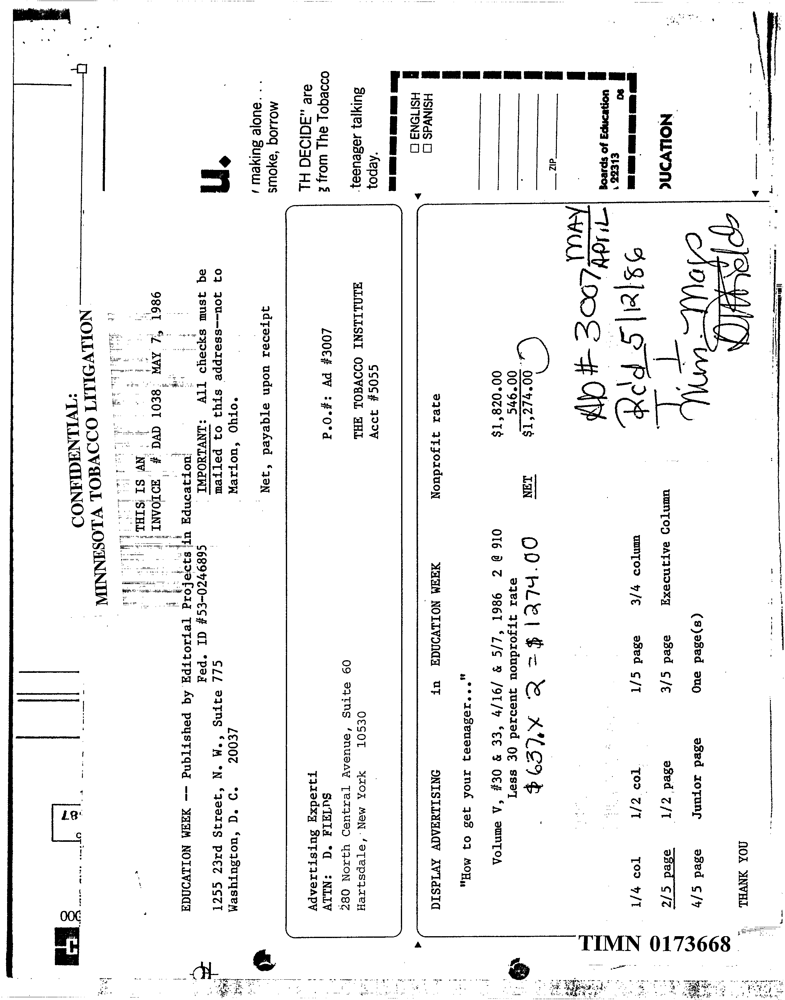 CONFIDENTIAL:
MINNESOTA TOBACCO LITIGATION
THIS IS AN
INVOICE # DAD 1038 MAY 7, 1986
EDUCATION WEEK -- Published by Editorial Projects in Education
Fed. ID #53-0246895
1255 23rd Street, N. W., Suite 775
Washington, D. C. 20037
IMPORTANT: All checks must be
mailed to this address--not to
Marion, Ohio.
Net, payable upon receipt
Advertising Experti
ATTN: D. FIELDS
280 North Central Avenue, Suite 60
Hartsdale, New York 10530
P.O.#: Ad #3007
THE TOBACCO INSTITUTE
Acct #5055
DISPLAY ADVERTISING in EDUCATION WEEK Nonprofit rate
"How to get your teenager..."
Volume V, #30 & 33, 4/16/ & 5/7, 1986 2 @ 910 $1,820.00
Less 30 percent nonprofit rate 546.00
NET $1,274.00
$637.x 2 = $1274.00
AD # 3007 MAY
APRIL
Rc'd 5/12/86
1/4 col 1/2 col 1/5 page 3/4 column
2/5 page 1/2 page 3/5 page Executive Column
4/5 page Junior page One page(s)
THANK YOU
u.
making alone...
smoke, borrow
TH DECIDE" are
from The Tobacco
teenager talking
today.
☐ ENGLISH
☐ SPANISH
ZIP
Boards of Education
22313 D6
DUCATION
000
87
TIMN 0173668